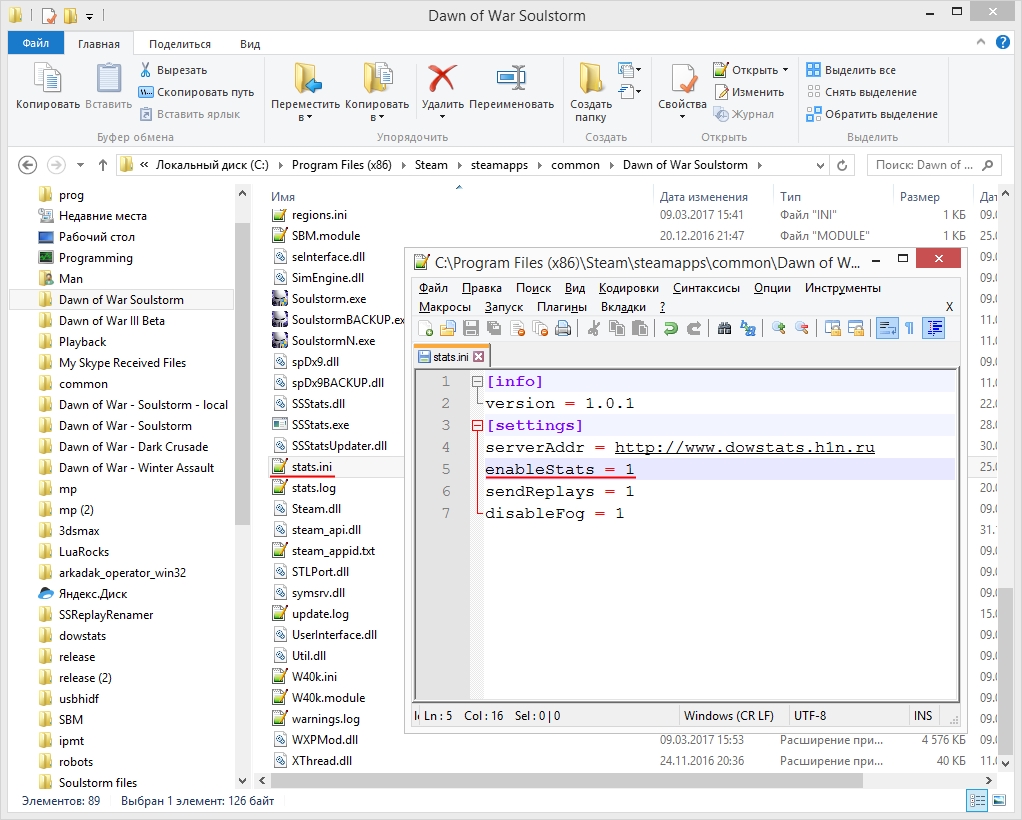 Dawn of War Soulstorm
Файл Главная Поделиться Вид
Копировать
Вставить
Вырезать
Скопировать путь
Вставить ярлык
Буфер обмена
Переместить в
Копировать в
Удалить
Переименовать
Упорядочить
Создать папку
Создать
Свойства
Открыть
Изменить
Журнал
Открыть
Выделить все
Снять выделение
Обратить выделение
Выделить
« Локальный диск (C:) Program Files (x86) Steam steamapps common Dawn of War Soulstorm
Поиск: Dawn of ...
prog
Недавние места
Рабочий стол
Programming
Man
Dawn of War Soulstorm
Dawn of War III Beta
Playback
My Skype Received Files
common
Dawn of War - Soulstorm - local
Dawn of War - Soulstorm
Dawn of War - Dark Crusade
Dawn of War - Winter Assault
mp
mp (2)
3dsmax
LuaRocks
arkadak_operator_win32
Яндекс.Диск
SSReplayRenamer
dowstats
release
release (2)
usbhidf
SBM
ipmt
robots
Soulstorm files
Имя Дата изменения Тип Размер Дат
regions.ini 09.03.2017 15:41 Файл "INI" 1 КБ 09.0
SBM.module 20.12.2016 21:47 Файл "MODULE" 1 КБ 25.0
seInterface.dll
SimEngine.dll
Soulstorm.exe
SoulstormBACKUP.ex
SoulstormN.exe
spDx9.dll
spDx9BACKUP.dll
SSStats.dll
SSStats.exe
SSStatsUpdater.dll
stats.ini
stats.log
Steam.dll
steam_api.dll
steam_appid.txt
STLPort.dll
symsrv.dll
update.log
UserInterface.dll
Util.dll
W40k.ini
W40k.module
warnings.log
WXPMod.dll 09.03.2017 15:53 Расширение при... 4 576 КБ 09.0
XThread.dll 24.11.2016 20:36 Расширение при... 40 КБ 11.0
C:\Program Files (x86)\Steam\steamapps\common\Dawn of W...
Файл Правка Поиск Вид Кодировки Синтаксисы Опции Инструменты
Макросы Запуск Плагины Вкладки ? X
stats.ini
1 [info]
2 version = 1.0.1
3 [settings]
4 serverAddr = http://www.dowstats.h1n.ru
5 enableStats = 1
6 sendReplays = 1
7 disableFog = 1
Ln : 5 Col : 16 Sel : 0 | 0 Windows (CR LF) UTF-8 INS
Элементов: 89 Выбран 1 элемент: 126 байт